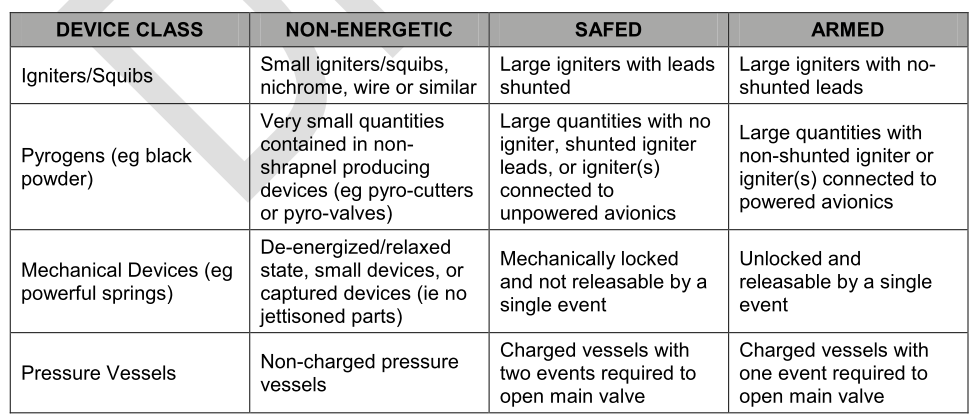 DEVICE CLASS NON-ENERGETIC SAFED ARMED
Igniters/Squibs
Small igniters/squibs,
nichrome, wire or similar
Large igniters with leads
shunted
Large igniters with no-
shunted leads
Pyrogens (eg black
powder)
Very small quantities
contained in non-
shrapnel producing
devices (eg pyro-cutters
or pyro-valves)
Large quantities with no
igniter, shunted igniter
leads, or igniter(s)
connected to
unpowered avionics
Large quantities with
non-shunted igniter or
igniter(s) connected to
powered avionics
Mechanical Devices (eg
powerful springs)
De-energized/relaxed
state, small devices, or
captured devices (ie no
jettisoned parts)
Mechanically locked
and not releasable by a
single event
Unlocked and
releasable by a single
event
Pressure Vessels
Non-charged pressure
vessels
Charged vessels with
two events required to
open main valve
Charged vessels with
one event required to
open main valve